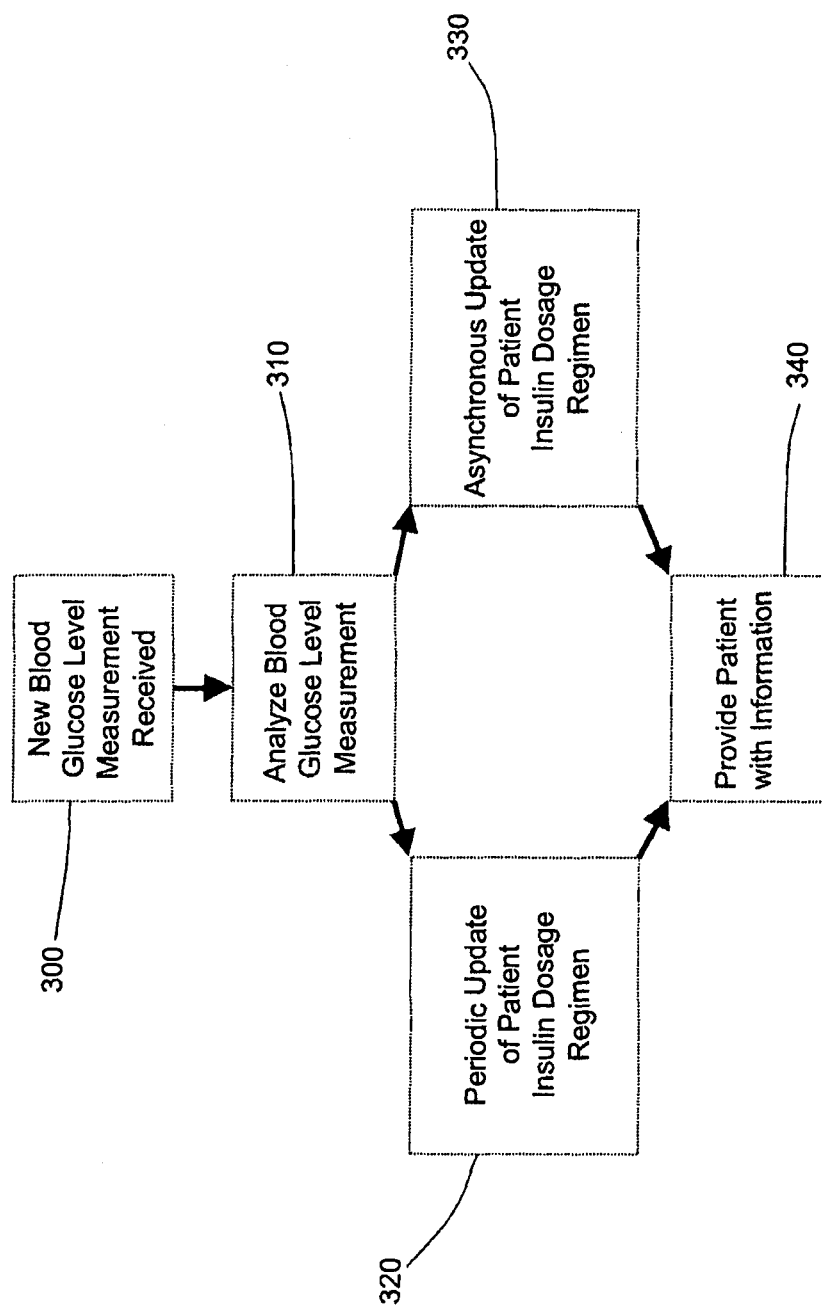 300
New Blood
Glucose Level
Measurement
Received
310
Analyze Blood
Glucose Level
Measurement
320
Periodic Update
of Patient
Insulin Dosage
Regimen
330
Asynchronous Update
of Patient
Insulin Dosage
Regimen
340
Provide Patient
with Information